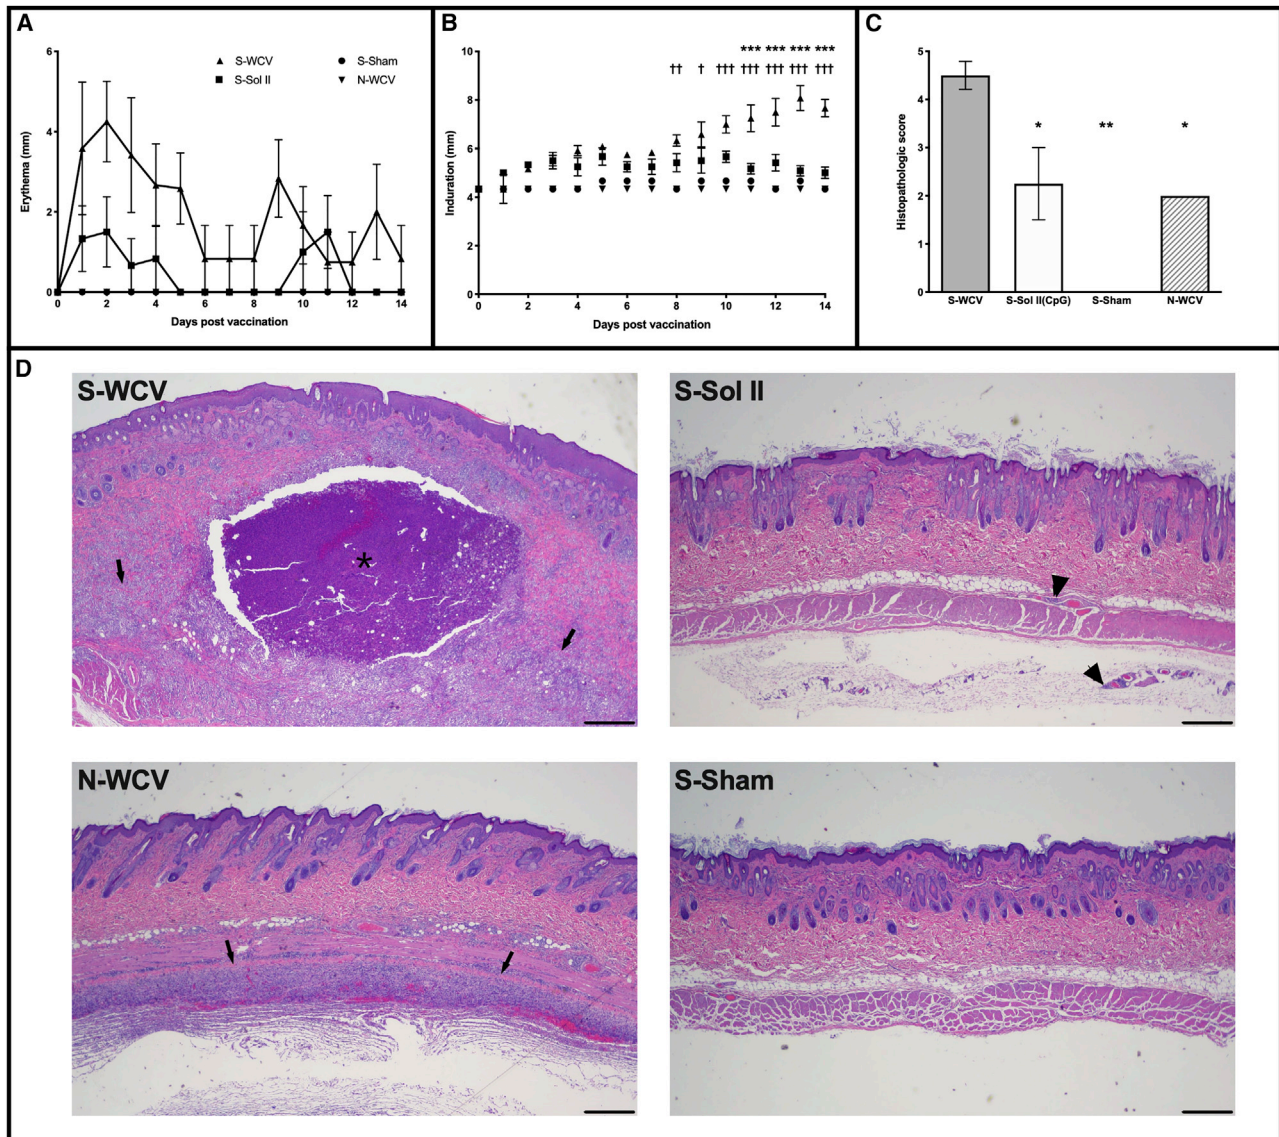 A
Erythema (mm)
6
4
2
0
S-WCV
S-Sol II
S-Sham
N-WCV
0 2 4 6 8 10 12 14
Days post vaccination
B
Induration (mm)
10
8
6
4
2
0
*** *** *** ***
†† † ††† ††† ††† ††† †††
0 2 4 6 8 10 12 14
Days post vaccination
C
Histopathologic score
5
4
3
2
1
0
* ** *
S-WCV S-Sol II(CpG) S-Sham N-WCV
D
S-WCV
*
S-Sol II
N-WCV
S-Sham